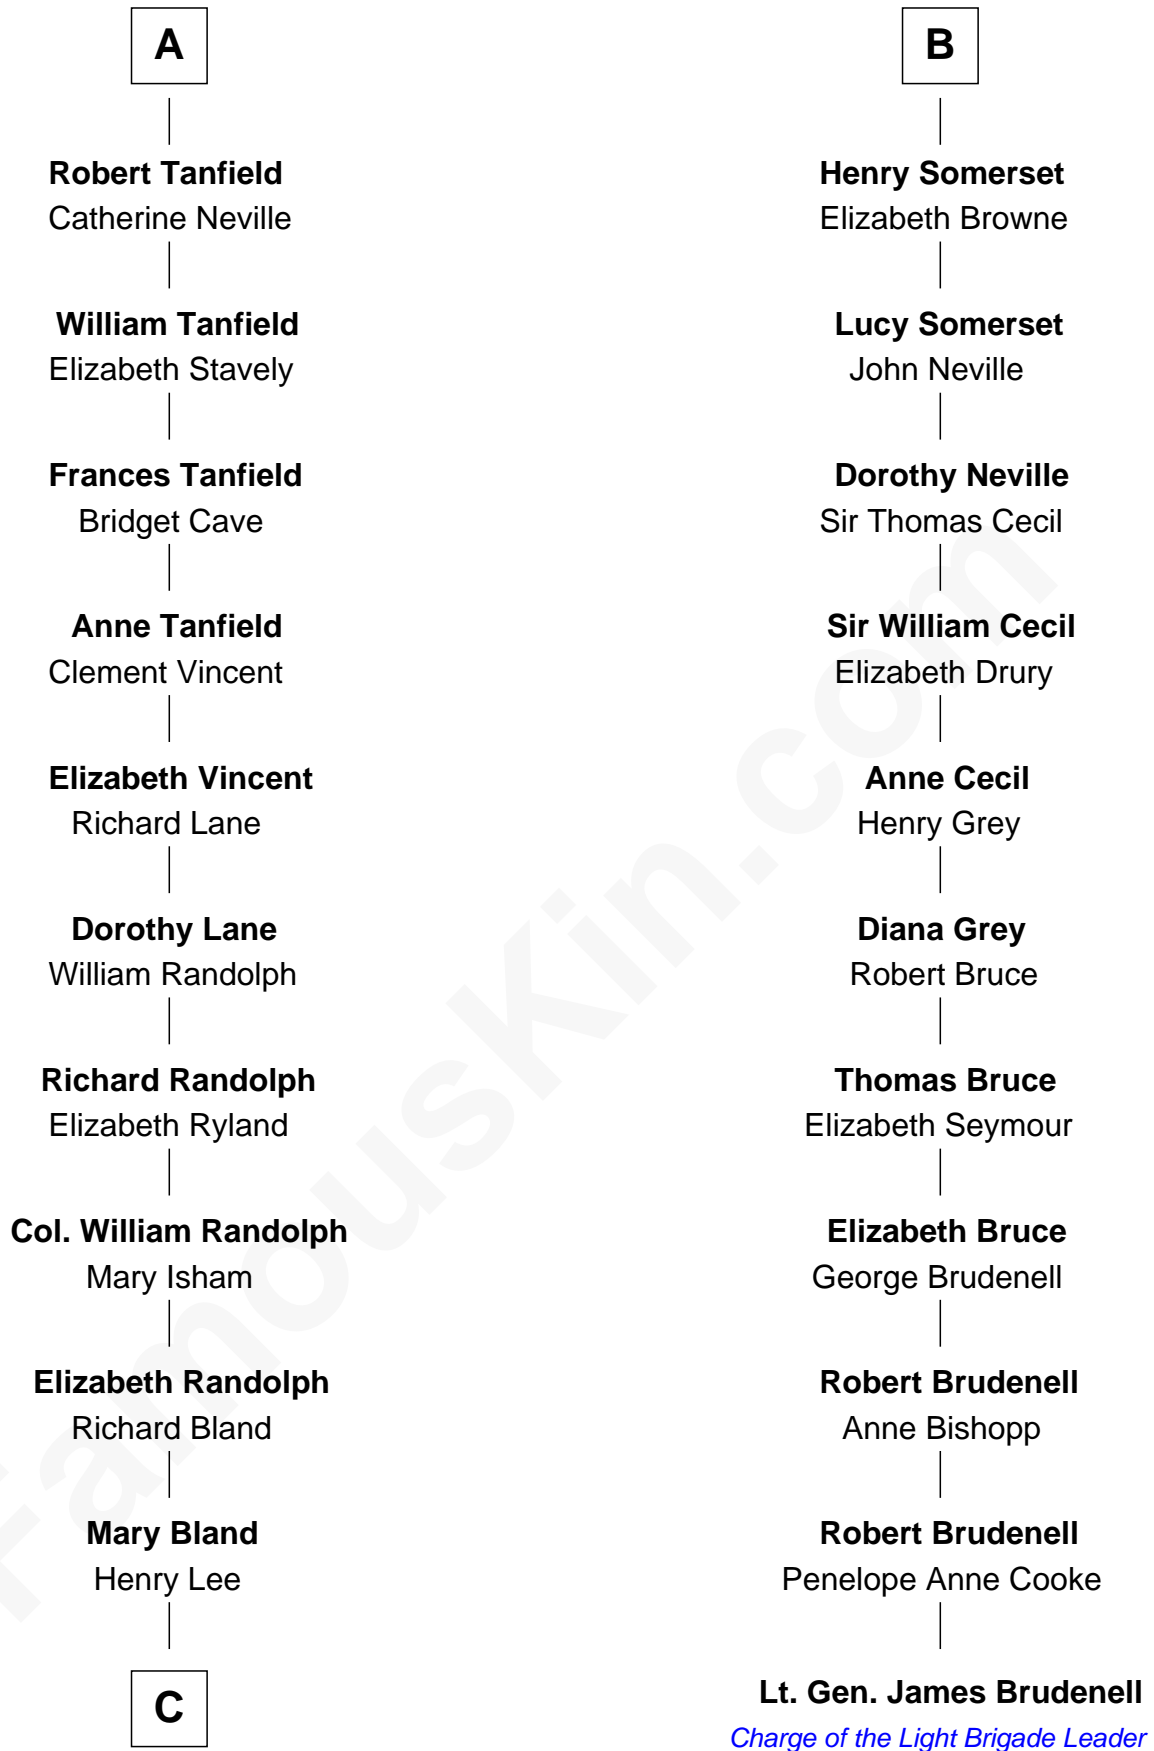 A
Robert Tanfield
Catherine Neville
William Tanfield
Elizabeth Stavely
Frances Tanfield
Bridget Cave
Anne Tanfield
Clement Vincent
Elizabeth Vincent
Richard Lane
Dorothy Lane
William Randolph
Richard Randolph
Elizabeth Ryland
Col. William Randolph
Mary Isham
Elizabeth Randolph
Richard Bland
Mary Bland
Henry Lee
C
B
Henry Somerset
Elizabeth Browne
Lucy Somerset
John Neville
Dorothy Neville
Sir Thomas Cecil
Sir William Cecil
Elizabeth Drury
Anne Cecil
Henry Grey
Diana Grey
Robert Bruce
Thomas Bruce
Elizabeth Seymour
Elizabeth Bruce
George Brudenell
Robert Brudenell
Anne Bishopp
Robert Brudenell
Penelope Anne Cooke
Lt. Gen. James Brudenell
Charge of the Light Brigade Leader
FamousKin.com